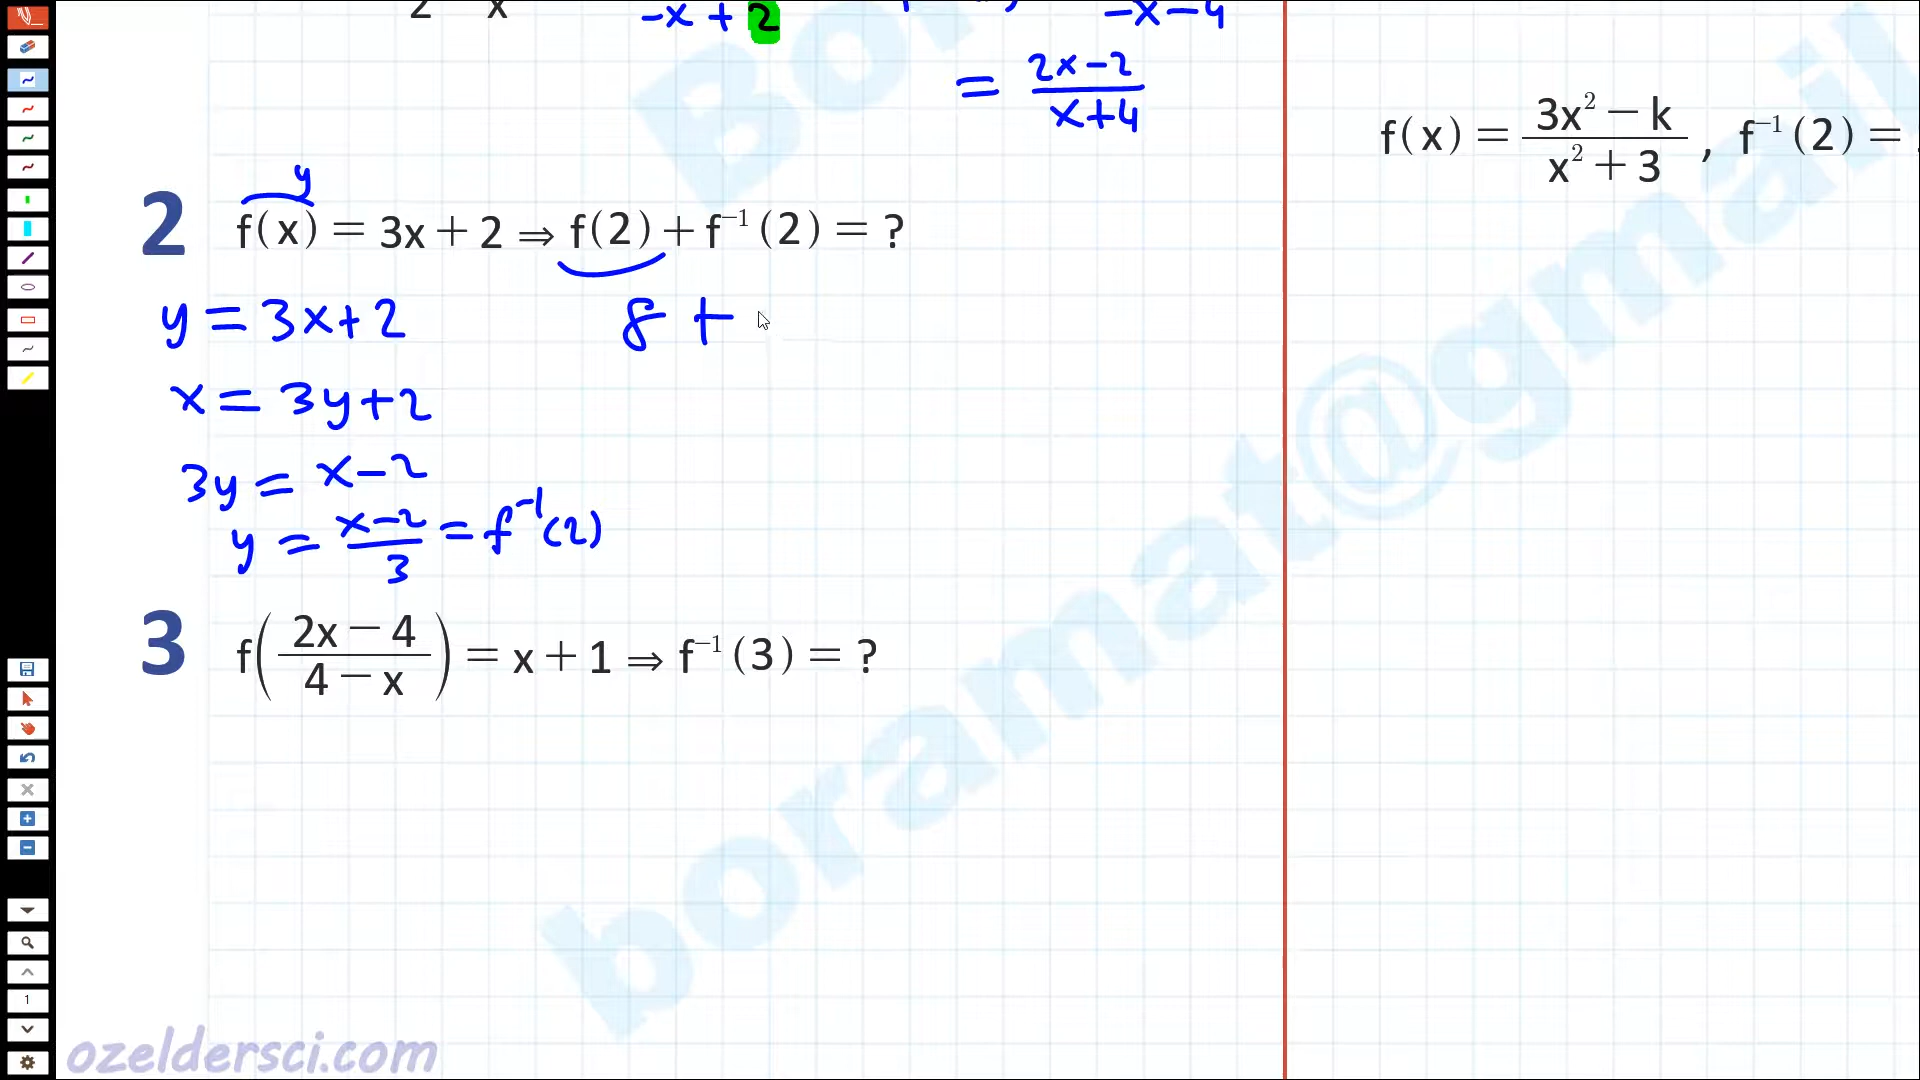 -x + 2
-x-4
= 2x-2 / x+4
y
2 f(x) = 3x + 2 ⇒ f(2) + f⁻¹(2) = ?
y = 3x+2
8 +
x = 3y+2
3y = x-2
y = x-2 / 3 = f⁻¹(2)
3 f((2x - 4) / (4 - x)) = x + 1 ⇒ f⁻¹(3) = ?
f(x) = (3x² - k) / (x² + 3), f⁻¹(2) =
boramat@gmail
1
ozeldersci.com